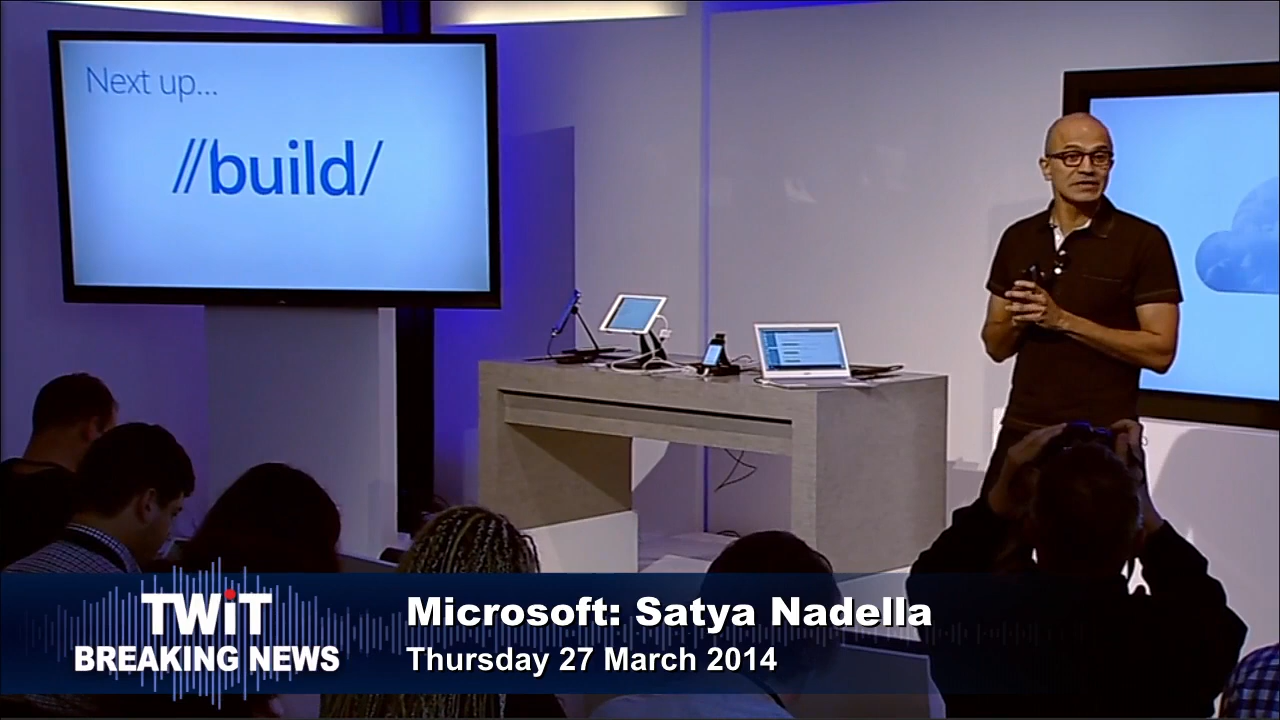 Next up...
//build/
TWiT
BREAKING NEWS
Microsoft: Satya Nadella
Thursday 27 March 2014